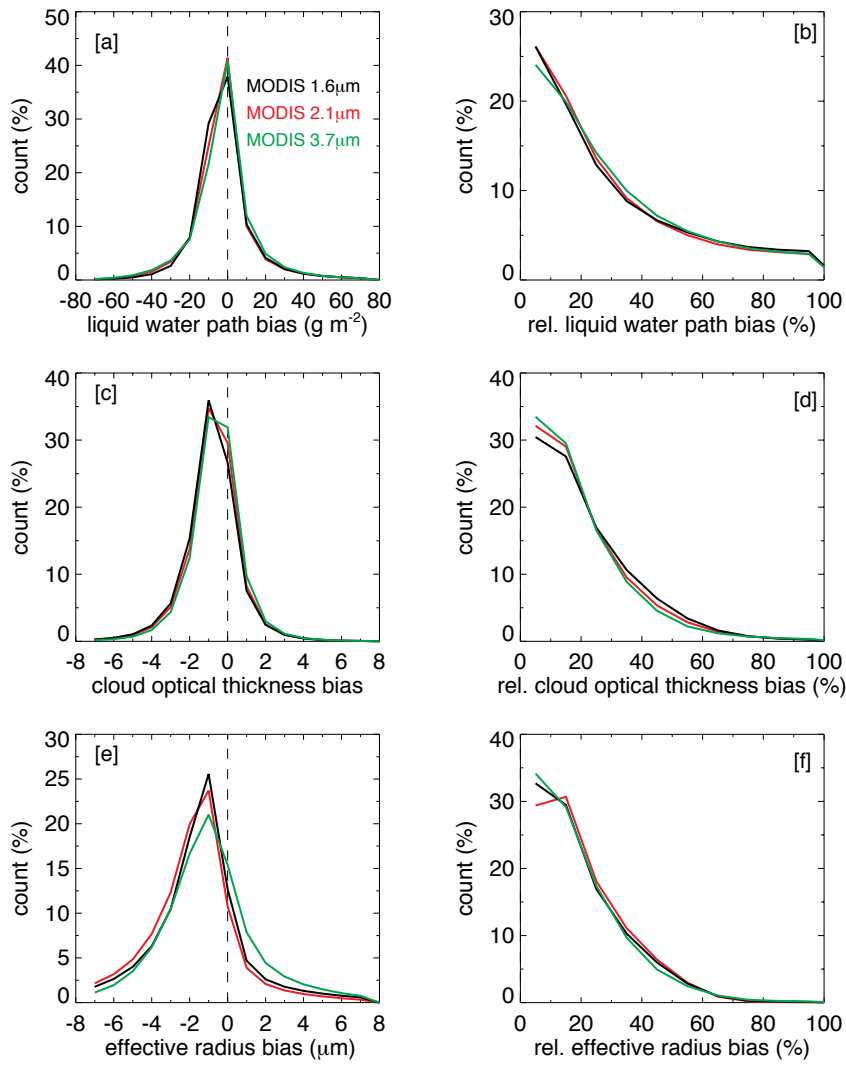 [a]
MODIS 1.6μm
MODIS 2.1μm
MODIS 3.7μm
50
40
30
20
10
0
count (%)
-80 -60 -40 -20 0 20 40 60 80
liquid water path bias (g m⁻²)
[b]
30
20
10
0
count (%)
0 20 40 60 80 100
rel. liquid water path bias (%)
[c]
40
30
20
10
0
count (%)
-8 -6 -4 -2 0 2 4 6 8
cloud optical thickness bias
[d]
40
30
20
10
0
count (%)
0 20 40 60 80 100
rel. cloud optical thickness bias (%)
[e]
30
25
20
15
10
5
0
count (%)
-8 -6 -4 -2 0 2 4 6 8
effective radius bias (μm)
[f]
40
30
20
10
0
count (%)
0 20 40 60 80 100
rel. effective radius bias (%)